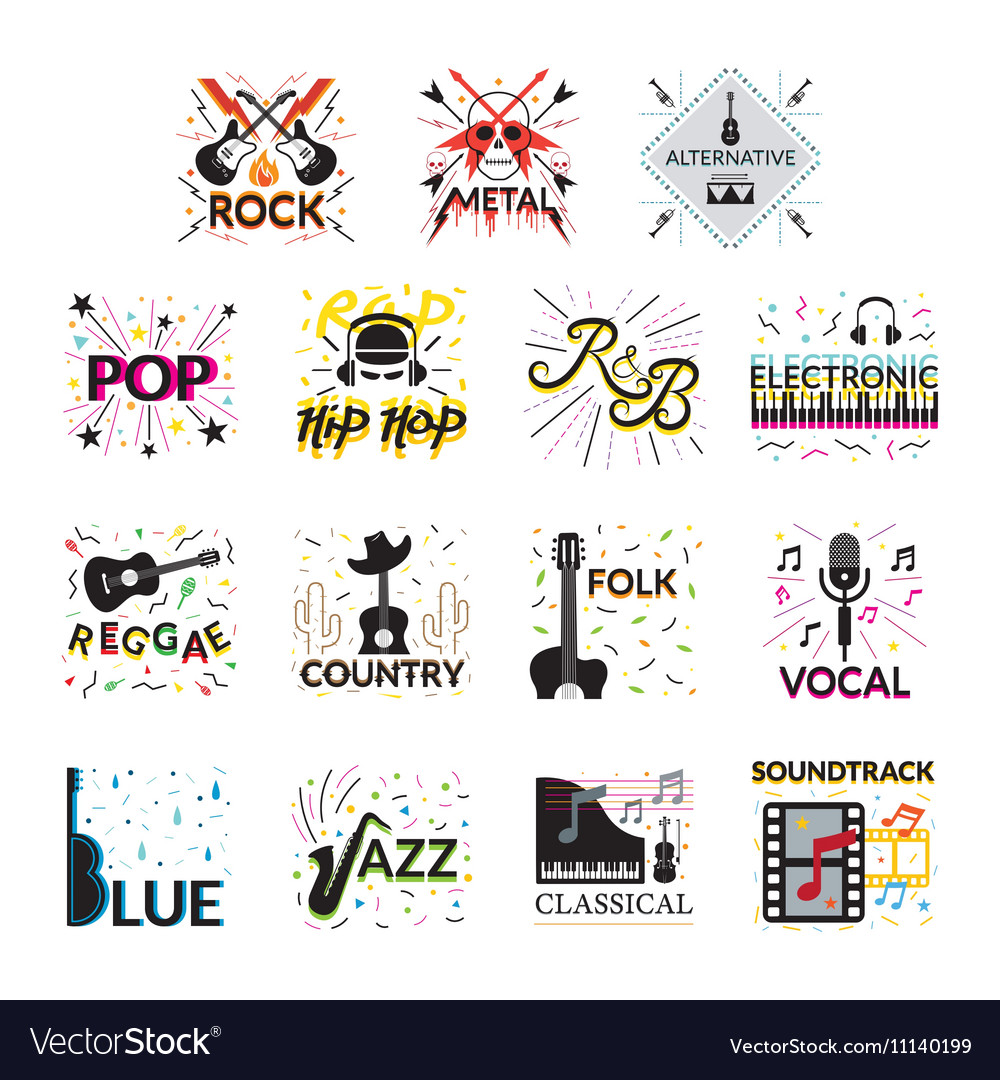 ROCK
METAL
ALTERNATIVE
POP
RAP
HiP HOP
R&B
ELECTRONIC
REGGAE
COUNTRY
FOLK
VOCAL
BLUE
JAZZ
CLASSICAL
SOUNDTRACK
VectorStock®
VectorStock.com/11140199